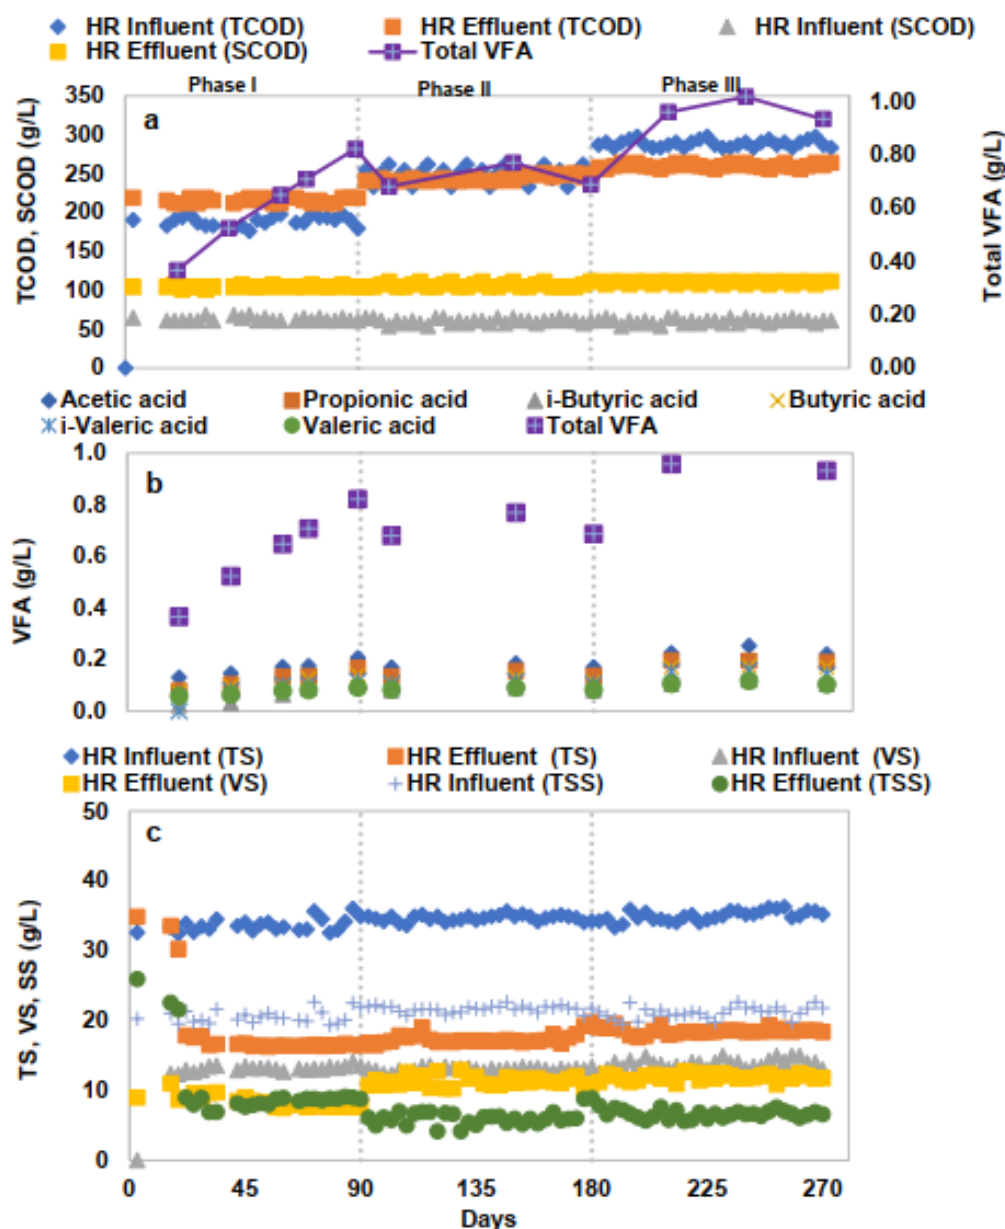 HR Influent (TCOD) HR Effluent (TCOD) HR Influent (SCOD)
HR Effluent (SCOD) Total VFA
Phase I Phase II Phase III
a
350
300
250
200
150
100
50
0
TCOD, SCOD (g/L)
1.00
0.80
0.60
0.40
0.20
0.00
Total VFA (g/L)
Acetic acid Propionic acid i-Butyric acid Butyric acid
i-Valeric acid Valeric acid Total VFA
b
1.0
0.8
0.6
0.4
0.2
0.0
VFA (g/L)
HR Influent (TS) HR Effluent (TS) HR Influent (VS)
HR Effluent (VS) HR Influent (TSS) HR Effluent (TSS)
c
50
40
30
20
10
0
TS, VS, SS (g/L)
0 45 90 135 180 225 270
Days